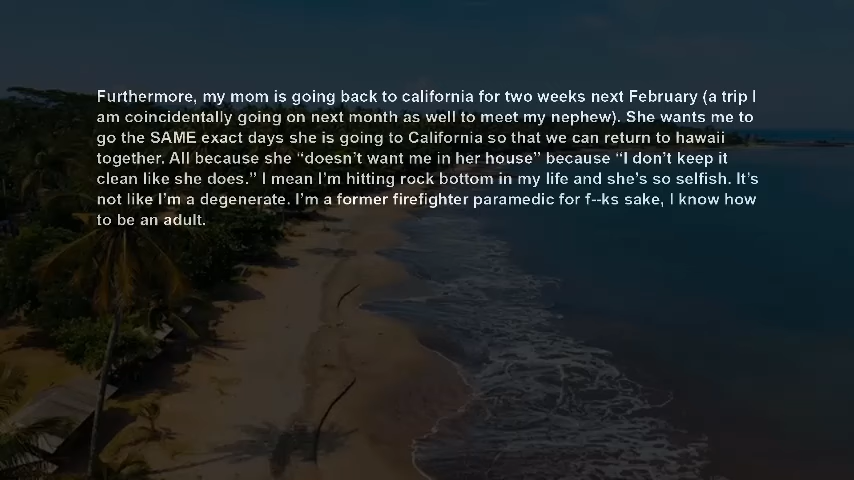 Furthermore, my mom is going back to california for two weeks next February (a trip I
am coincidentally going on next month as well to meet my nephew). She wants me to
go the SAME exact days she is going to California so that we can return to hawaii
together. All because she “doesn’t want me in her house” because “I don’t keep it
clean like she does.” I mean I’m hitting rock bottom in my life and she’s so selfish. It’s
not like I’m a degenerate. I’m a former firefighter paramedic for f--ks sake, I know how
to be an adult.